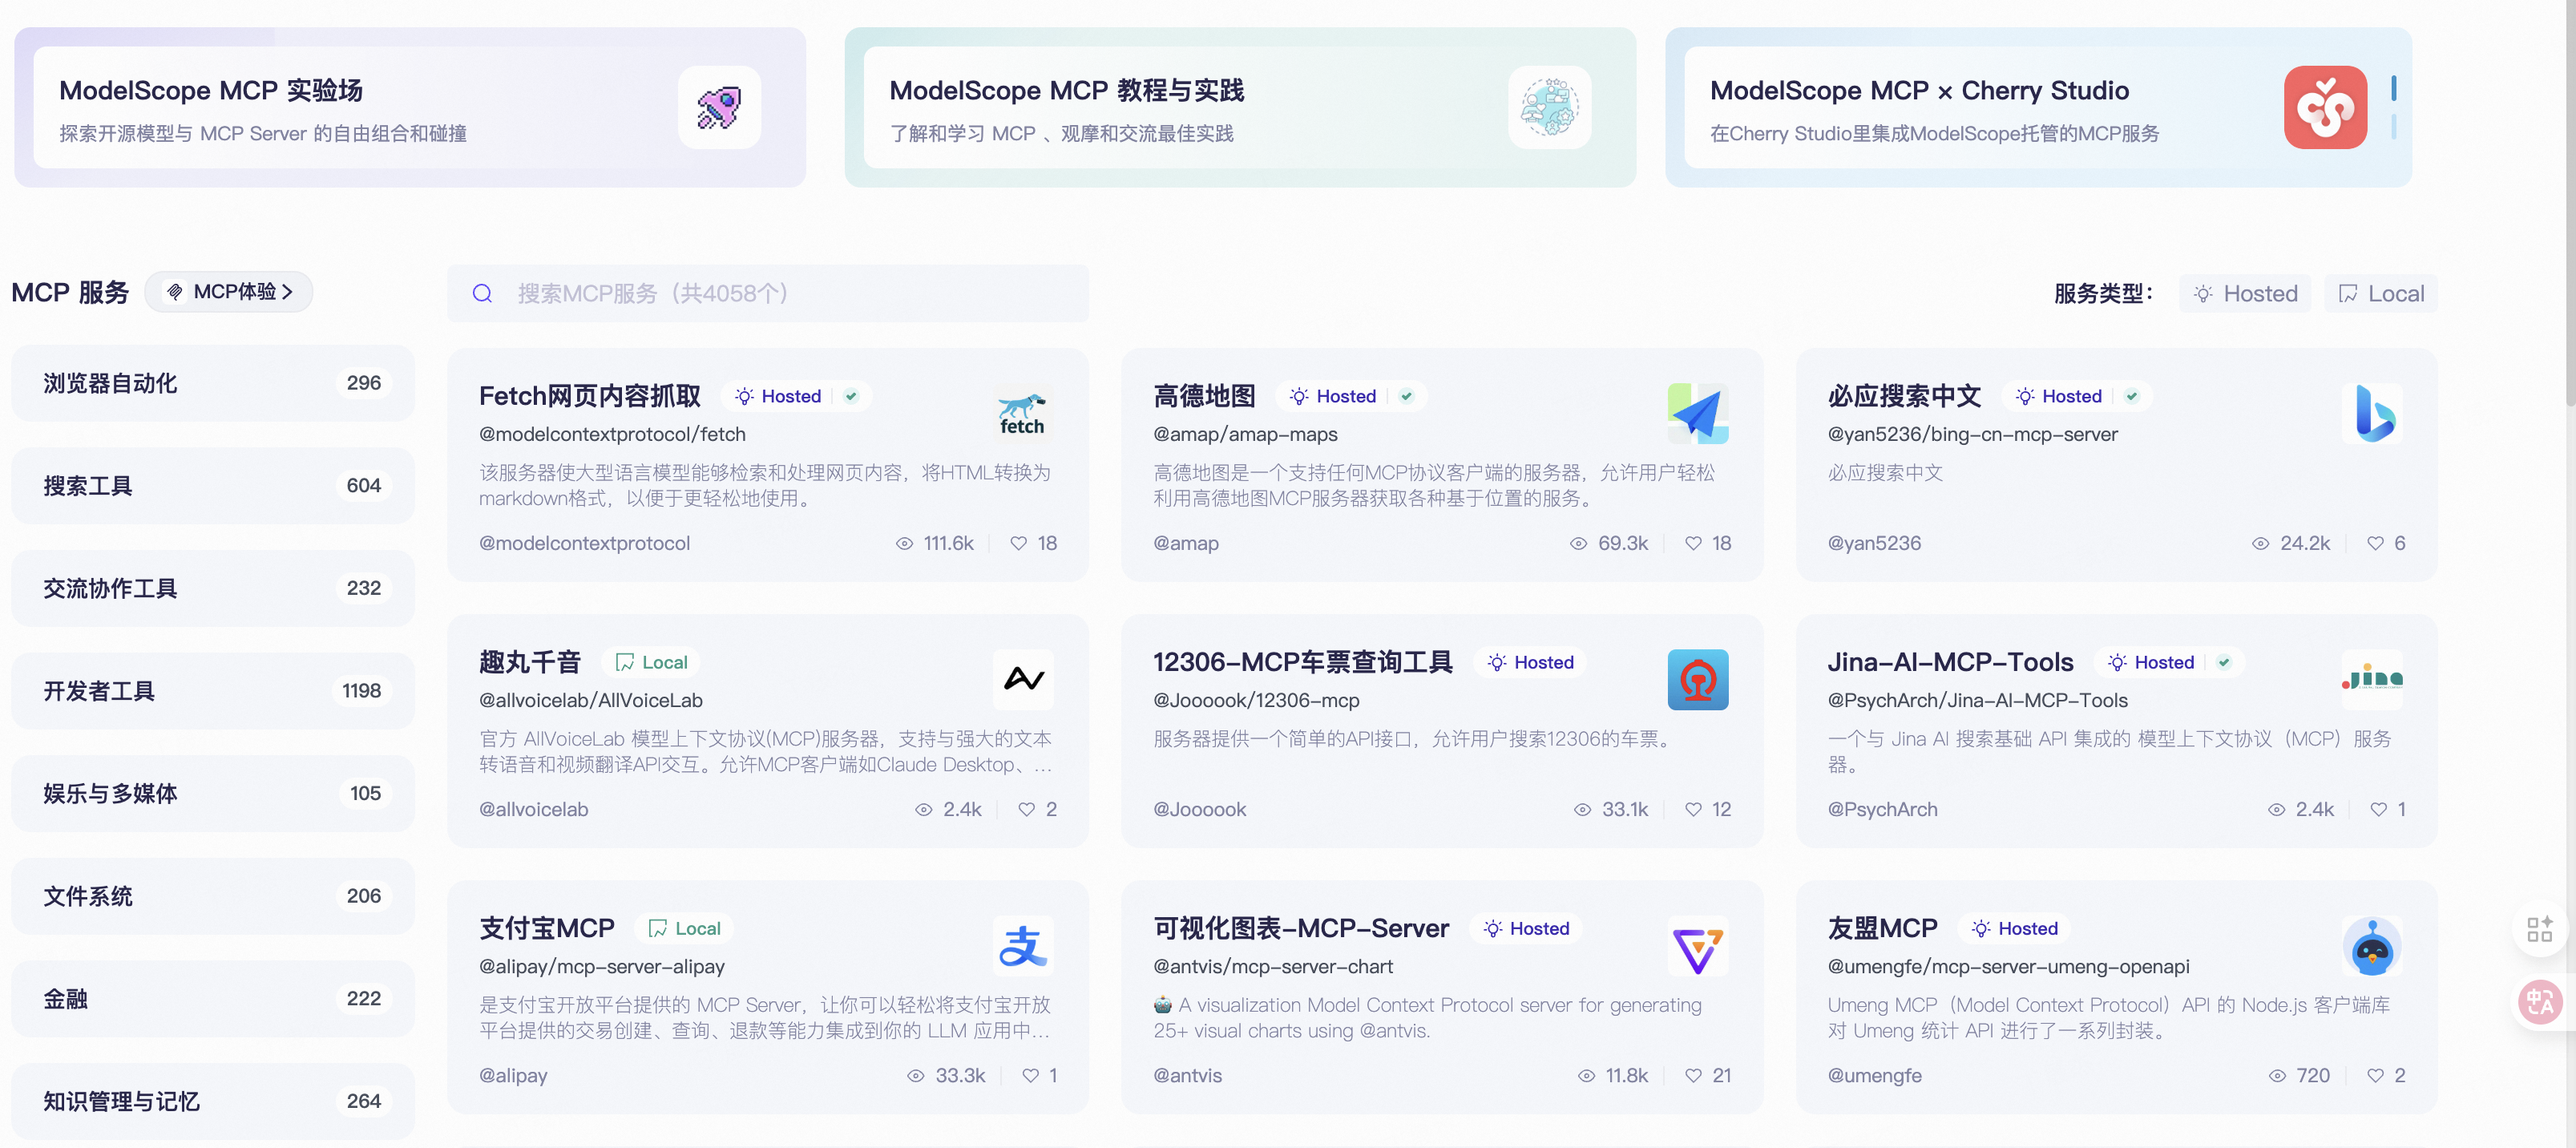 ModelScope MCP 实验场
探索开源模型与 MCP Server 的自由组合和碰撞
ModelScope MCP 教程与实践
了解和学习 MCP 、观摩和交流最佳实践
ModelScope MCP × Cherry Studio
在Cherry Studio里集成ModelScope托管的MCP服务
MCP 服务
MCP体验
搜索MCP服务（共4058个）
服务类型：
Hosted
Local
浏览器自动化 296
搜索工具 604
交流协作工具 232
开发者工具 1198
娱乐与多媒体 105
文件系统 206
金融 222
知识管理与记忆 264
Fetch网页内容抓取 Hosted
fetch
@modelcontextprotocol/fetch
该服务器使大型语言模型能够检索和处理网页内容，将HTML转换为
markdown格式，以便于更轻松地使用。
@modelcontextprotocol 111.6k 18
高德地图 Hosted
@amap/amap-maps
高德地图是一个支持任何MCP协议客户端的服务器，允许用户轻松
利用高德地图MCP服务器获取各种基于位置的服务。
@amap 69.3k 18
必应搜索中文 Hosted
@yan5236/bing-cn-mcp-server
必应搜索中文
@yan5236 24.2k 6
趣丸千音 Local
@allvoicelab/AllVoiceLab
官方 AllVoiceLab 模型上下文协议(MCP)服务器，支持与强大的文本
转语音和视频翻译API交互。允许MCP客户端如Claude Desktop、...
@allvoicelab 2.4k 2
12306-MCP车票查询工具 Hosted
@Joooook/12306-mcp
服务器提供一个简单的API接口，允许用户搜索12306的车票。
@Joooook 33.1k 12
Jina-AI-MCP-Tools Hosted
Jina
@PsychArch/Jina-AI-MCP-Tools
一个与 Jina AI 搜索基础 API 集成的 模型上下文协议（MCP）服务
器。
@PsychArch 2.4k 1
支付宝MCP Local
支
@alipay/mcp-server-alipay
是支付宝开放平台提供的 MCP Server，让你可以轻松将支付宝开放
平台提供的交易创建、查询、退款等能力集成到你的 LLM 应用中...
@alipay 33.3k 1
可视化图表-MCP-Server Hosted
@antvis/mcp-server-chart
🤖 A visualization Model Context Protocol server for generating
25+ visual charts using @antvis.
@antvis 11.8k 21
友盟MCP Hosted
@umengfe/mcp-server-umeng-openapi
Umeng MCP（Model Context Protocol）API 的 Node.js 客户端库
对 Umeng 统计 API 进行了一系列封装。
@umengfe 720 2